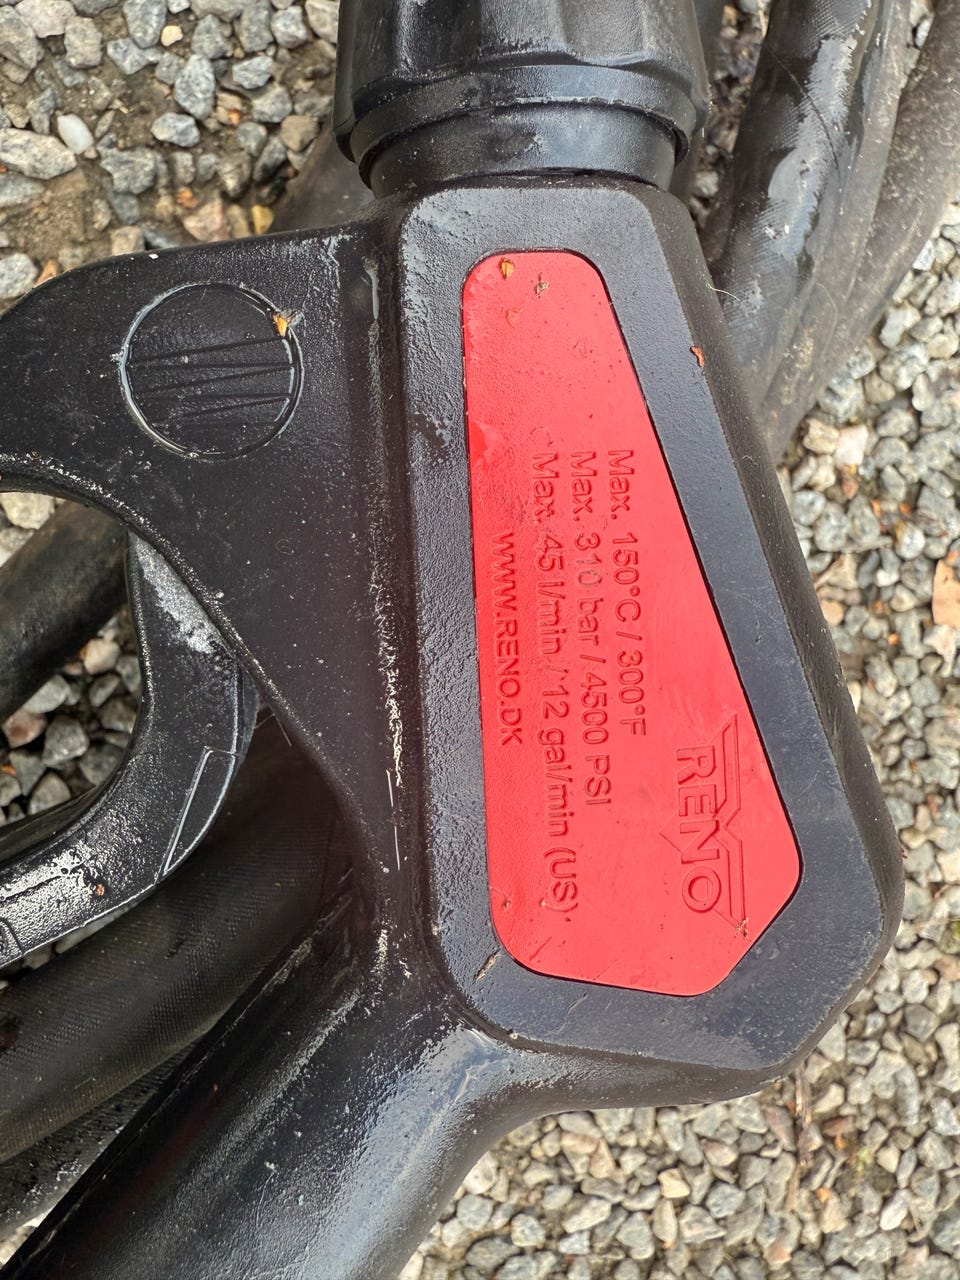 RENO
Max. 150°C / 300°F
Max. 310 bar / 4500 PSI
Max. 45 l/min / 12 gal/min (US)
WWW.RENO.DK